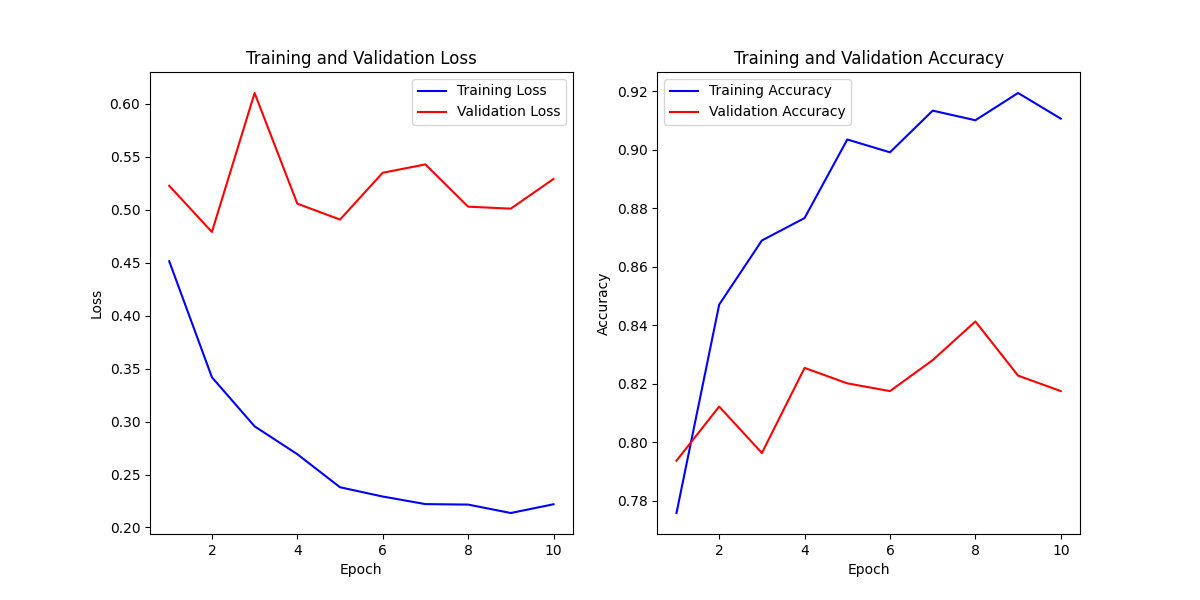 Training and Validation Loss
Training Loss
Validation Loss
0.60
0.55
0.50
0.45
0.40
0.35
0.30
0.25
0.20
Loss
2
4
6
8
10
Epoch
Training and Validation Accuracy
Training Accuracy
Validation Accuracy
0.92
0.90
0.88
0.86
0.84
0.82
0.80
0.78
Accuracy
2
4
6
8
10
Epoch